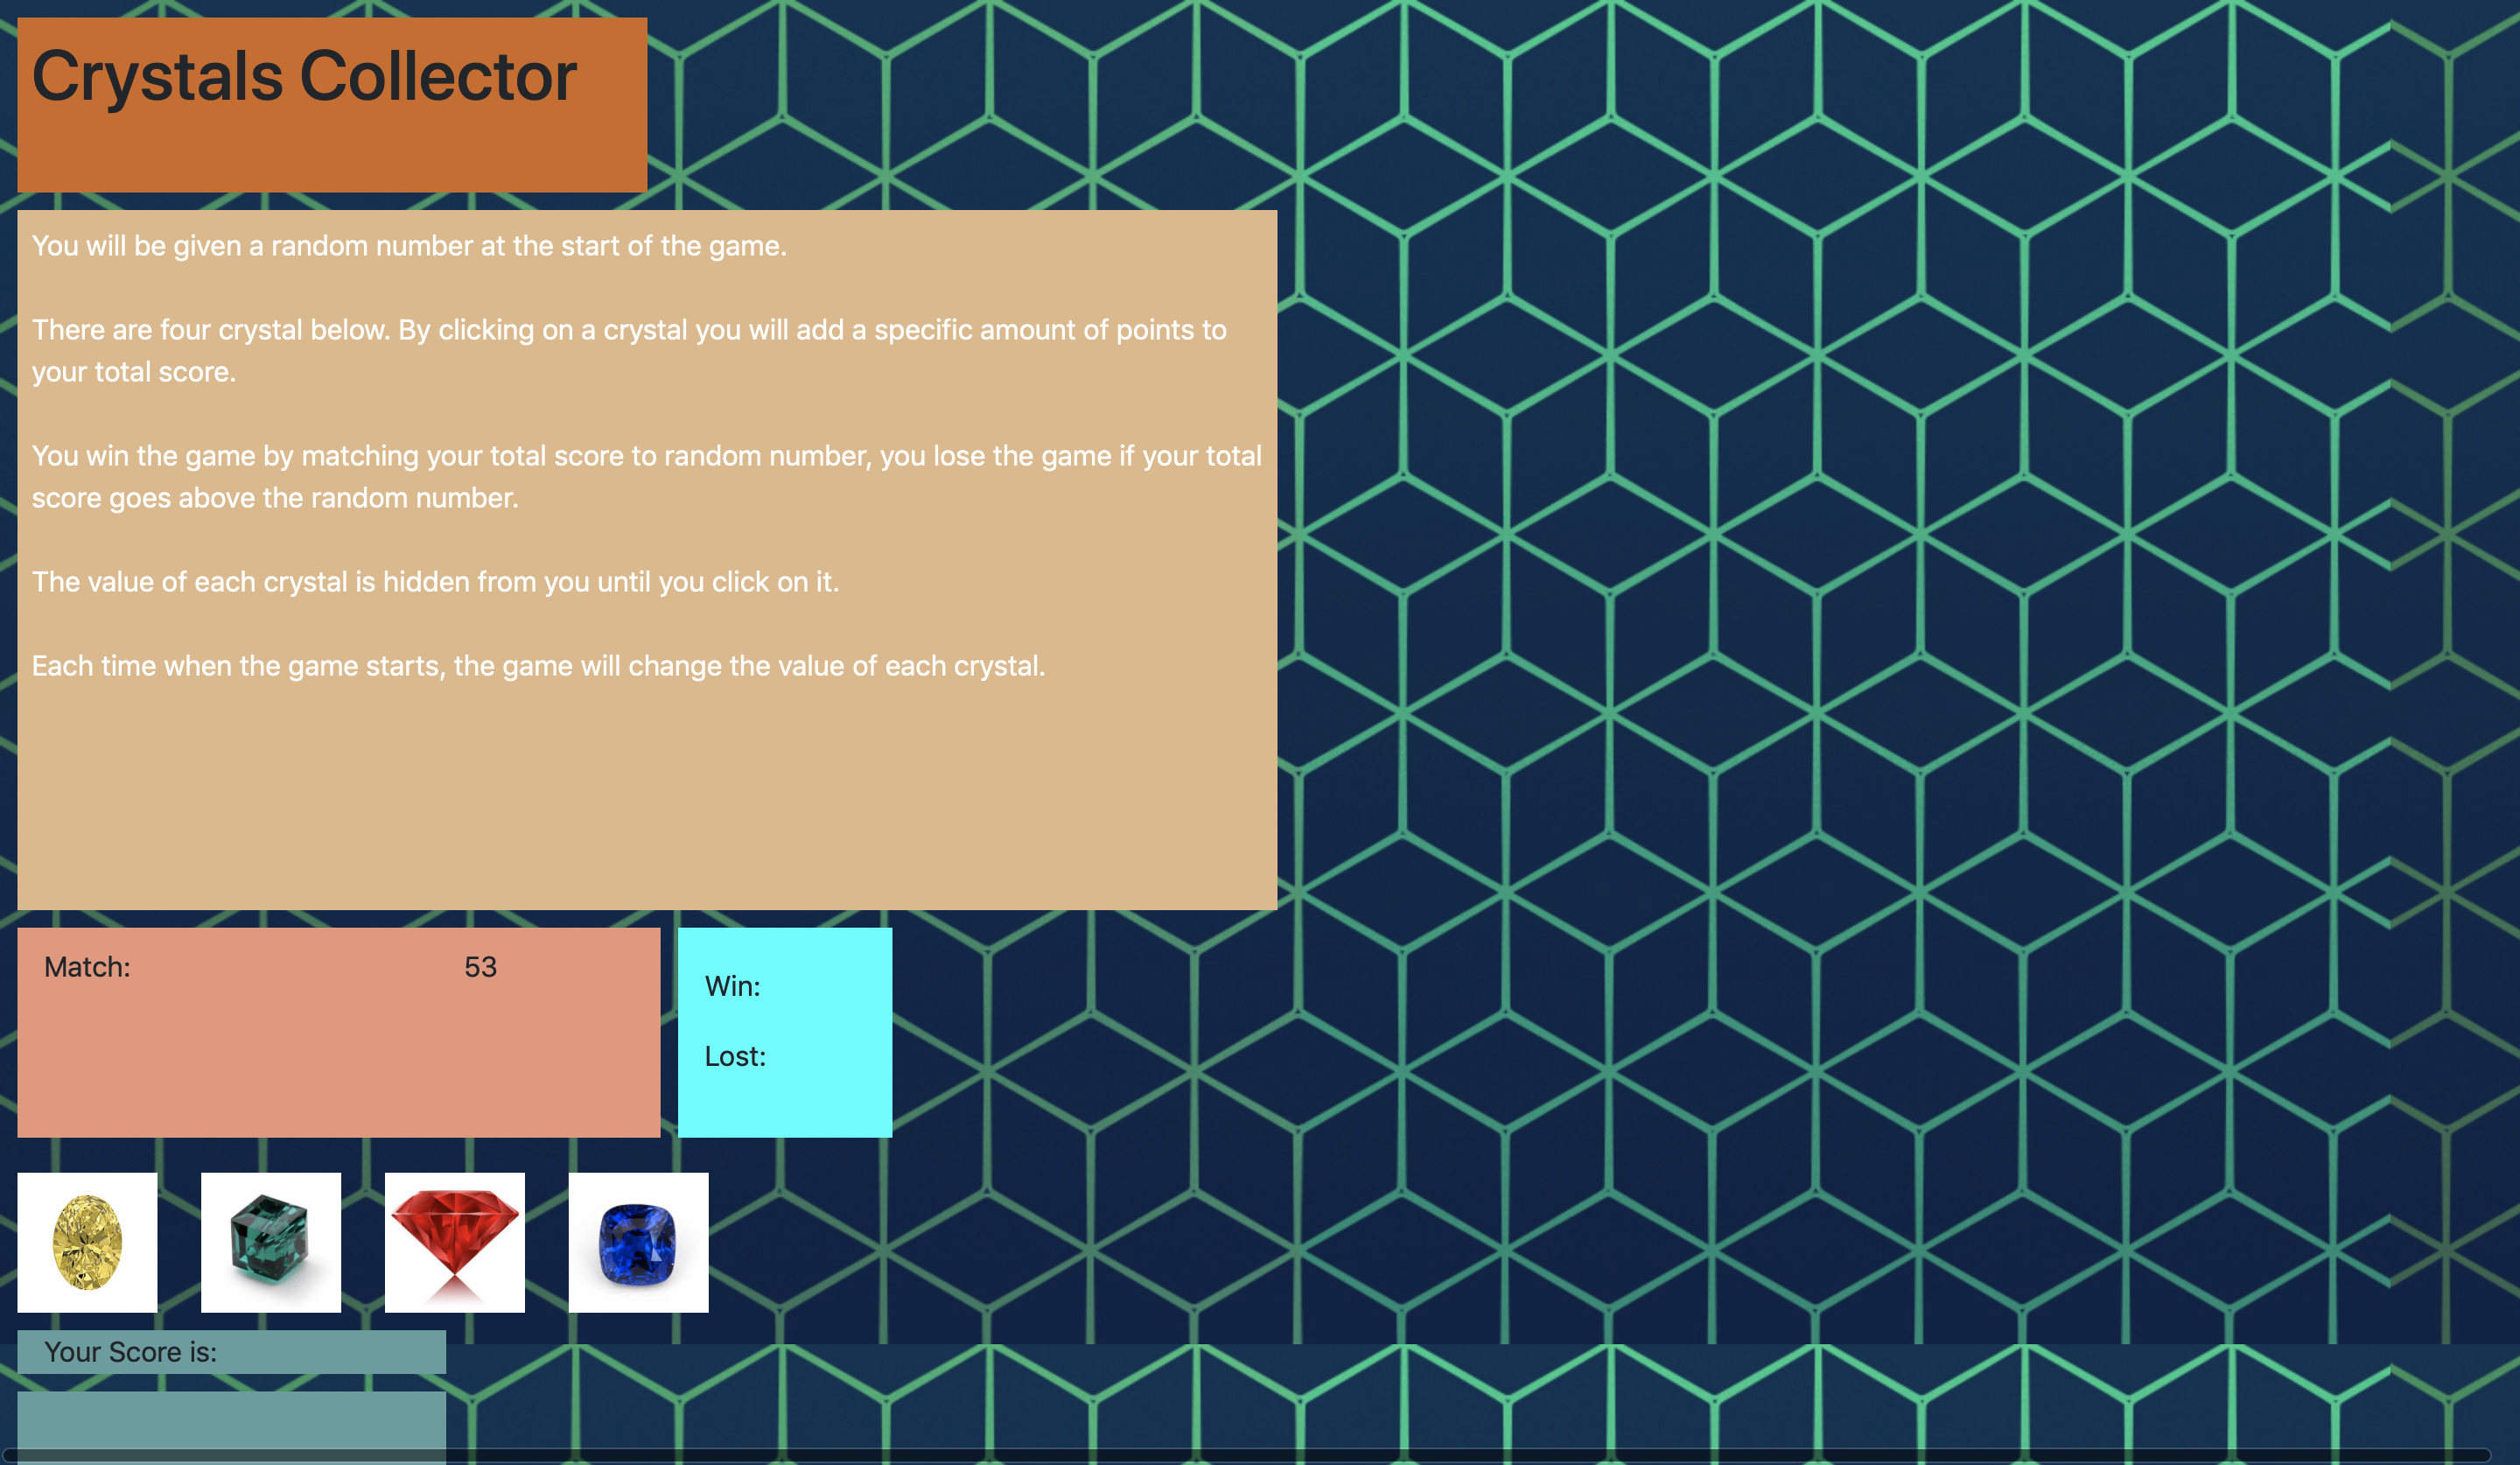 Crystals Collector
You will be given a random number at the start of the game.
There are four crystal below. By clicking on a crystal you will add a specific amount of points to
your total score.
You win the game by matching your total score to random number, you lose the game if your total
score goes above the random number.
The value of each crystal is hidden from you until you click on it.
Each time when the game starts, the game will change the value of each crystal.
Match: 53
Win:
Lost:
Your Score is: